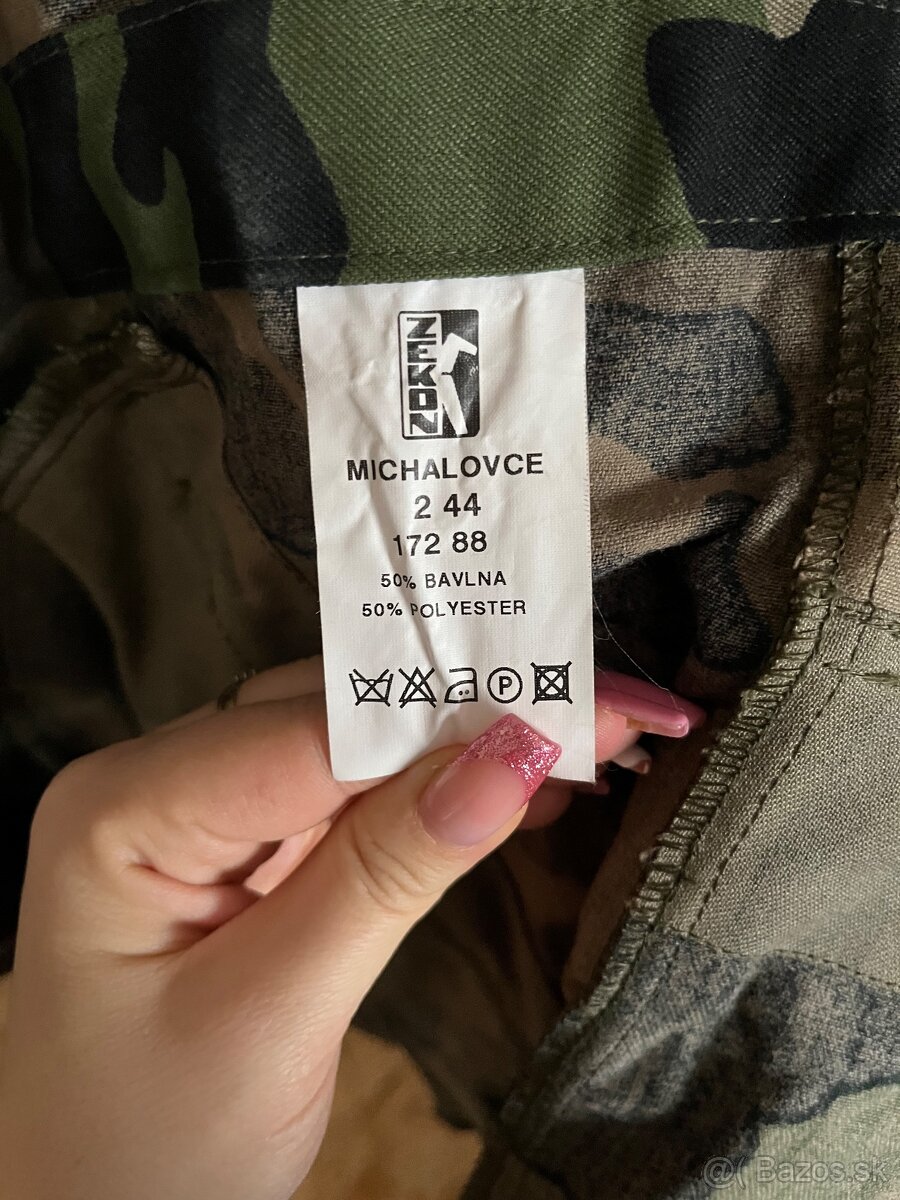 ZEKON
MICHALOVCE
2 44
172 88
50% BAVLNA
50% POLYESTER
P
@( Bazos.sk